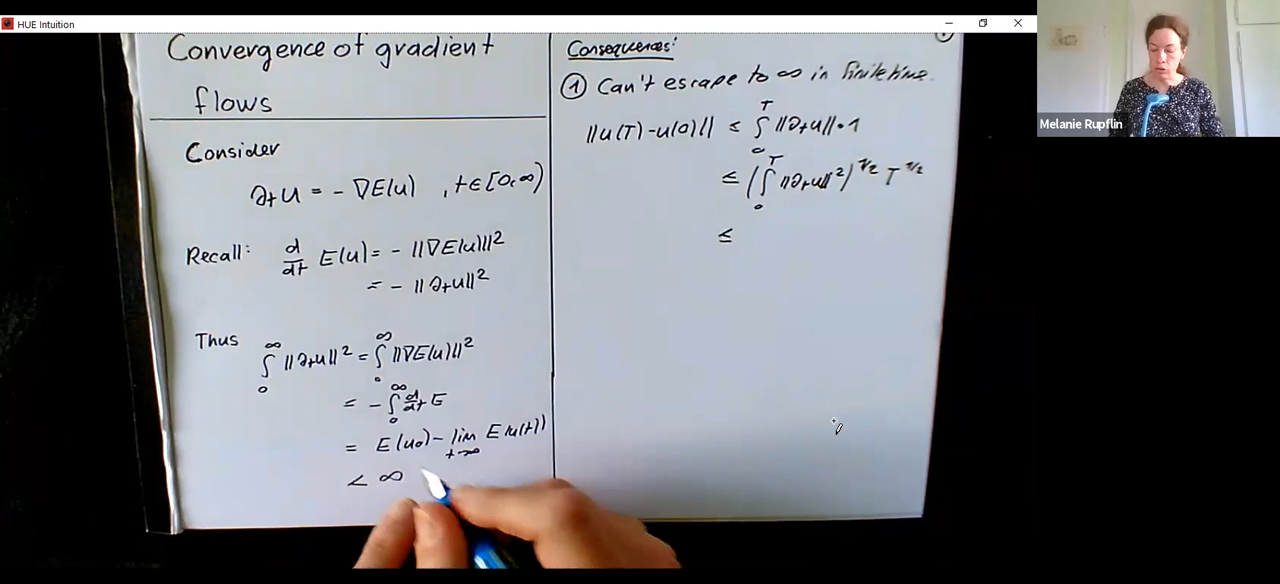 HUE Intuition
Convergence of gradient
flows
Consider
∂ₜu = - ∇E(u) , t∈[0,∞)
Recall: d/dt E(u) = - ||∇E(u)||²
= - ||∂ₜu||²
Thus ∫₀^∞ ||∂ₜu||² = ∫₀^∞ ||∇E(u)||²
= - ∫₀^∞ d/dt E
= E(u₀) - lim_{t→∞} E(u(t))
< ∞
Consequences:
① Can't escape to ∞ in finite time.
||u(T) - u(0)|| ≤ ∫₀^T ||∂ₜu|| · 1
≤ (∫₀^T ||∂ₜu||²)^{1/2} T^{1/2}
≤
Melanie Rupflin